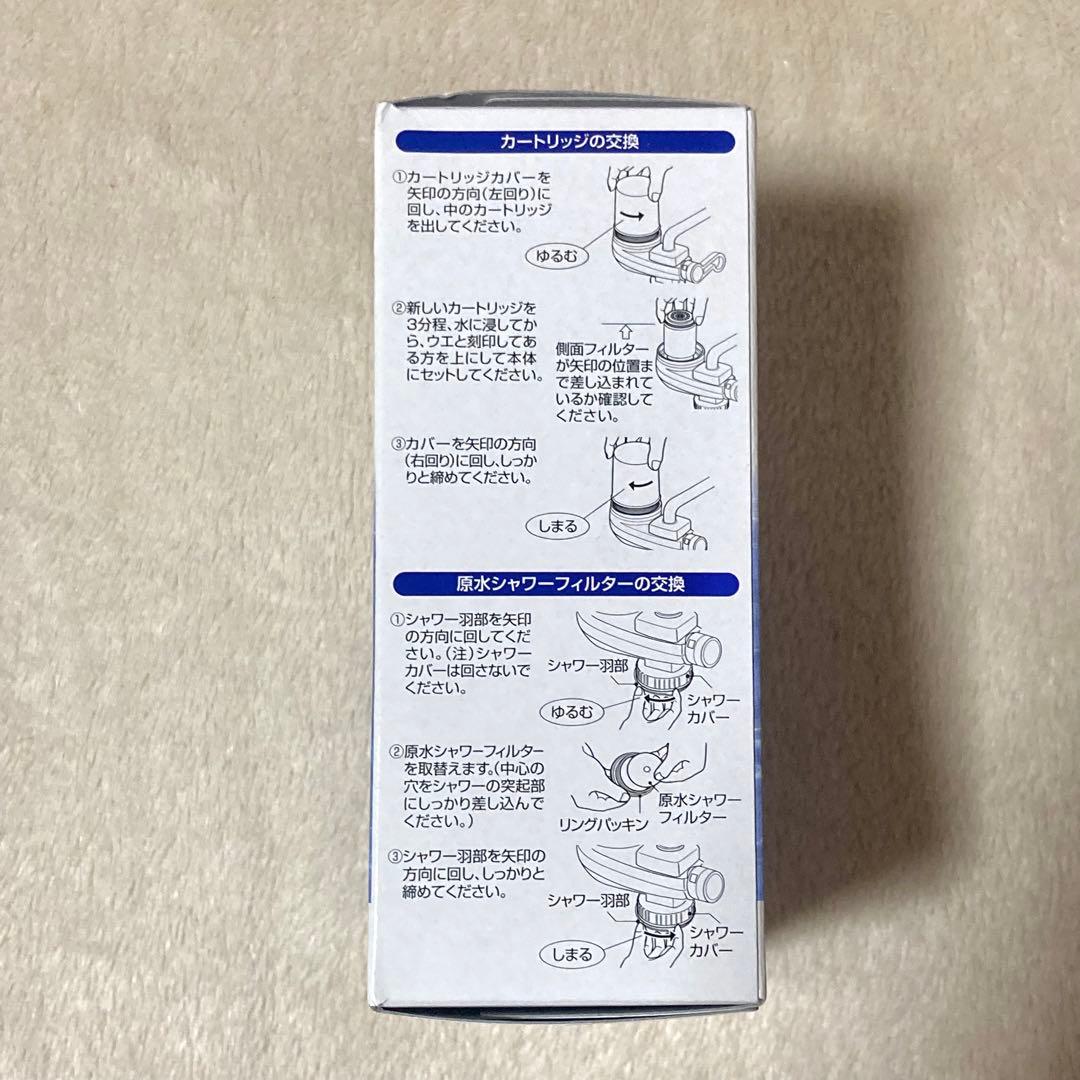 カートリッジの交換
①カートリッジカバーを
矢印の方向(左回り)に
回し、中のカートリッジ
を出してください。
ゆるむ
②新しいカートリッジを
3分程、水に浸してか
ら、ウエと刻印してあ
る方を上にして本体
にセットしてください。
側面フィルター
が矢印の位置ま
で差し込まれて
いるか確認して
ください。
③カバーを矢印の方向
(右回り)に回し、しっか
りと締めてください。
しまる
原水シャワーフィルターの交換
①シャワー羽部を矢印
の方向に回してくだ
さい。(注)シャワー
カバーは回さないで
ください。
シャワー羽部
ゆるむ
シャワー
カバー
②原水シャワーフィルター
を取替えます。(中心の
穴をシャワーの突起部
にしっかり差し込んで
ください。)
原水シャワー
フィルター
リングパッキン
③シャワー羽部を矢印の
方向に回し、しっかりと
締めてください。
シャワー羽部
しまる
シャワー
カバー